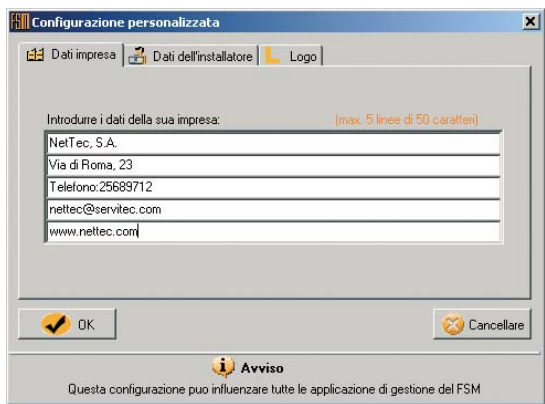 FSM Configurazione personalizzata
Dati impresa Dati dell'installatore Logo
Introdurre i dati della sua impresa: (max. 5 linee di 50 caratteri)
NetTec, S.A.
Via di Roma, 23
Telefono:25689712
nettec@servitec.com
www.nettec.com
OK Cancellare
Avviso
Questa configurazione puo influenzare tutte le applicazione di gestione del FSM